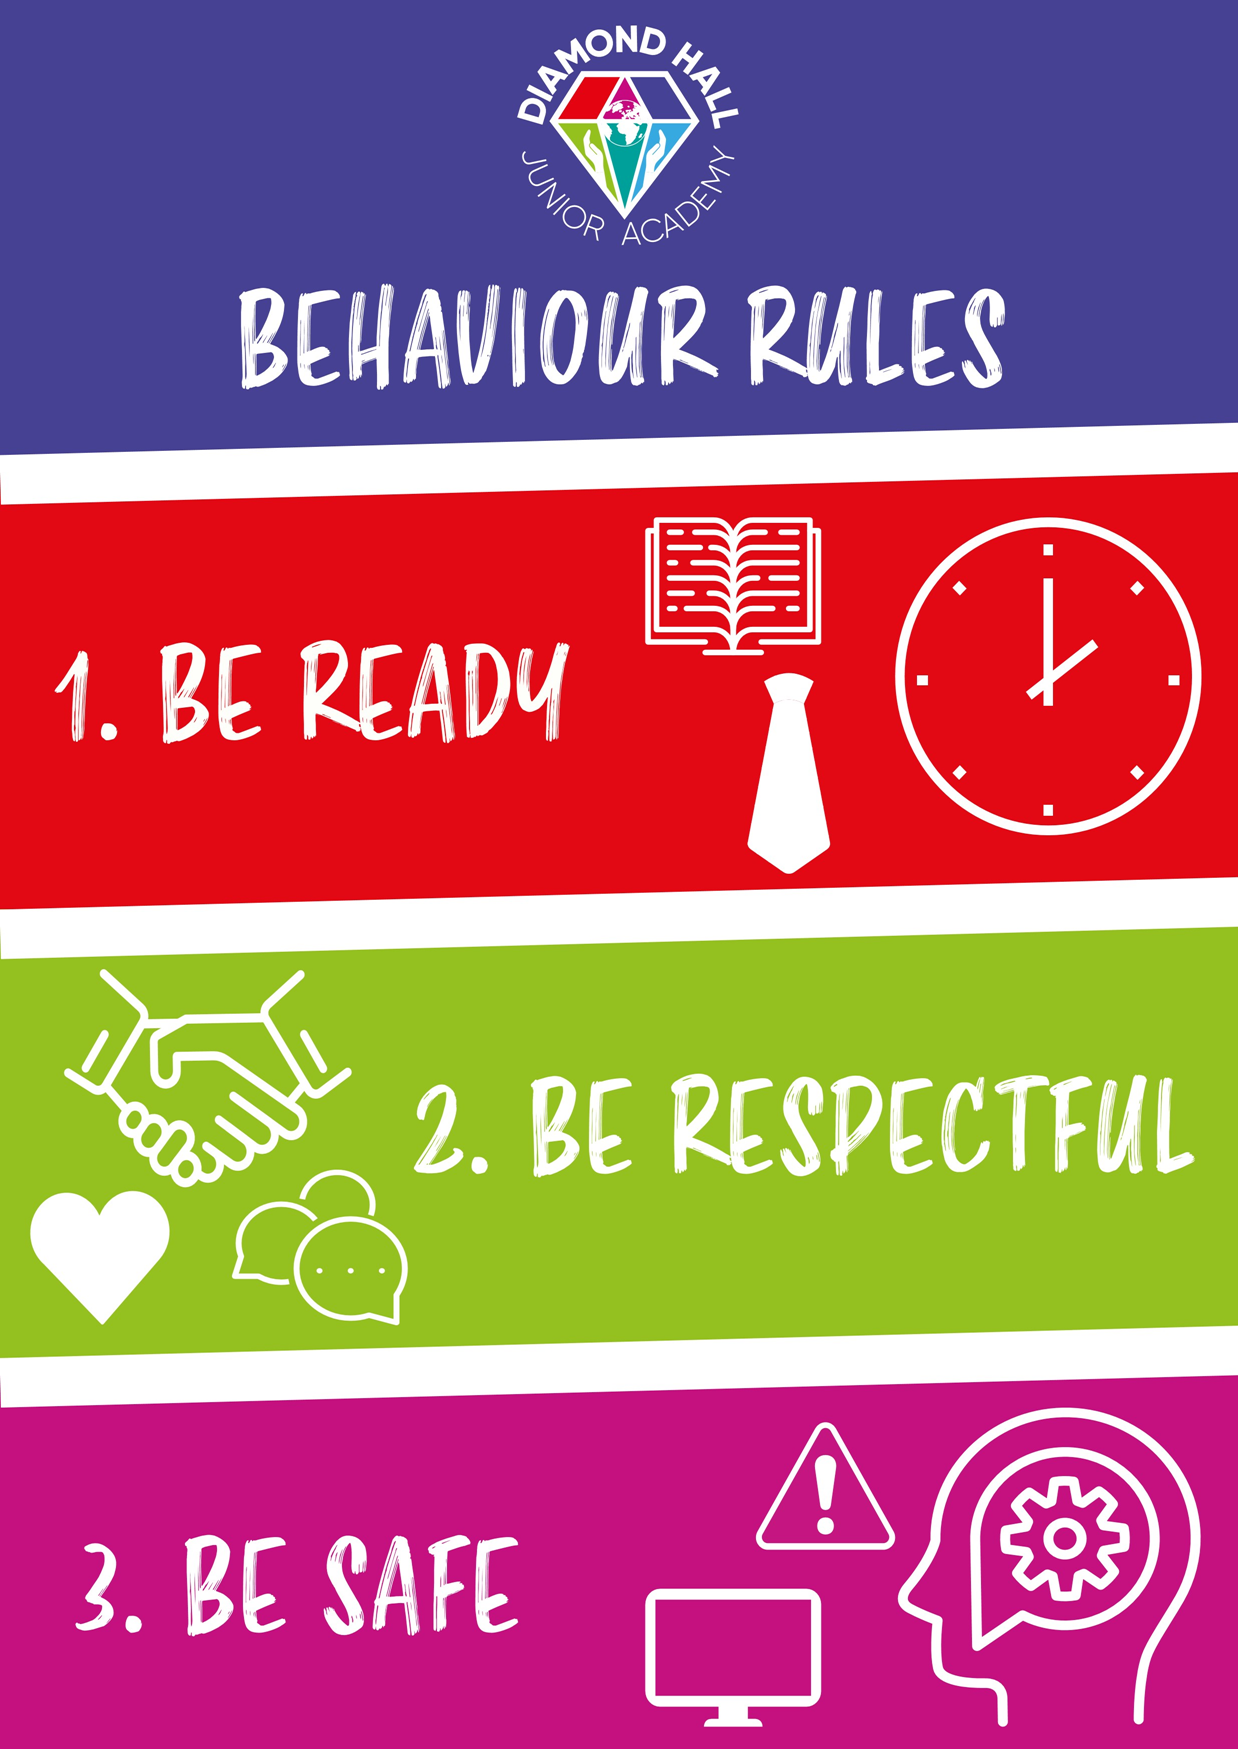 DIAMOND HALL
JUNIOR ACADEMY
BEHAVIOUR RULES
1. BE READY
2. BE RESPECTFUL
3. BE SAFE